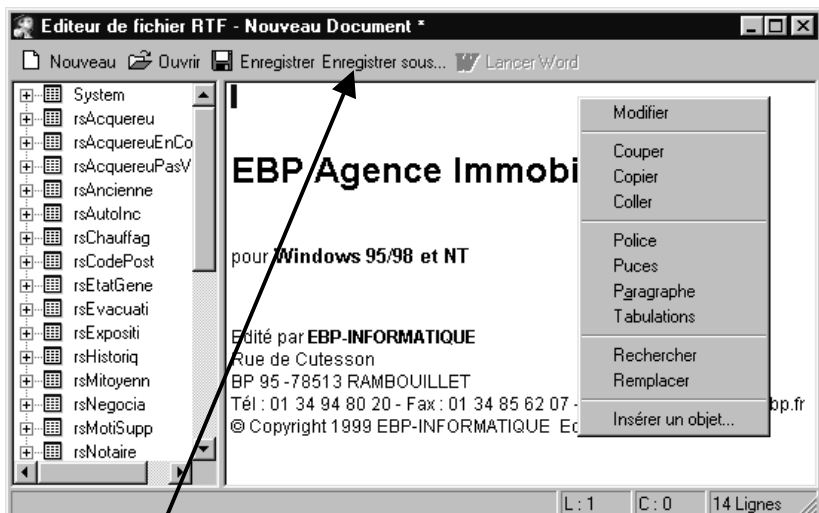 Editeur de fichier RTF - Nouveau Document *
Nouveau Ouvrir Enregistrer Enregistrer sous... Lancer Word
System
rsAcquereu
rsAcquereuEnCo
rsAcquereuPasV
rsAncienne
rsAutoInc
rsChauffag
rsCodePost
rsEtatGene
rsEvacuati
rsExpositi
rsHistoriq
rsMitoyenn
rsNegocia
rsMotiSupp
rsNotaire
EBP Agence Immobi
pour Windows 95/98 et NT
Edité par EBP-INFORMATIQUE
Rue de Cutesson
BP 95 -78513 RAMBOUILLET
Tél : 01 34 94 80 20 - Fax : 01 34 85 62 07 - bp.fr
© Copyright 1999 EBP-INFORMATIQUE Ed
Modifier
Couper
Copier
Coller
Police
Puces
Paragraphe
Tabulations
Rechercher
Remplacer
Insérer un objet...
L : 1 C : 0 14 Lignes